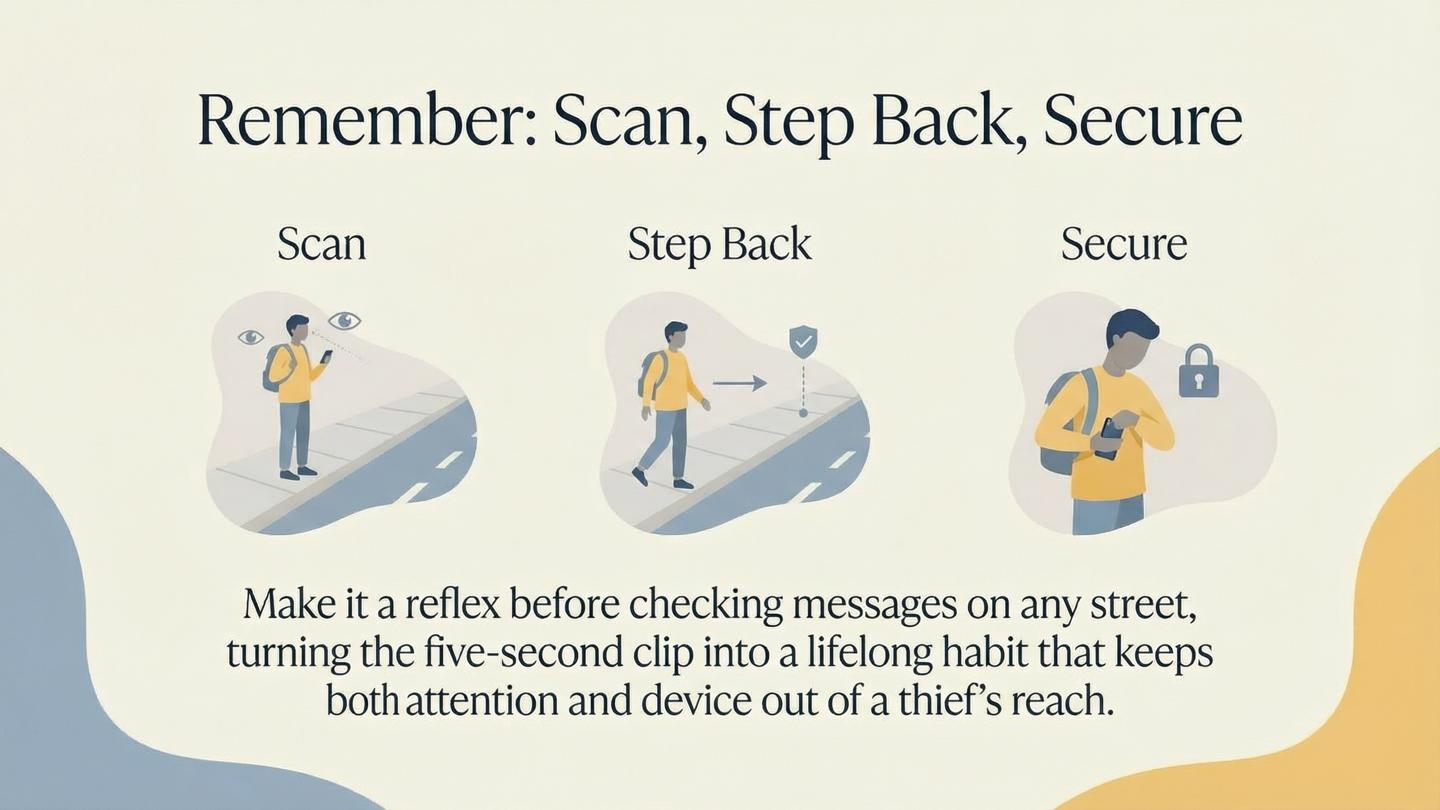 Remember: Scan, Step Back, Secure
Scan
Step Back
Secure
Make it a reflex before checking messages on any street,
turning the five-second clip into a lifelong habit that keeps
both attention and device out of a thief’s reach.